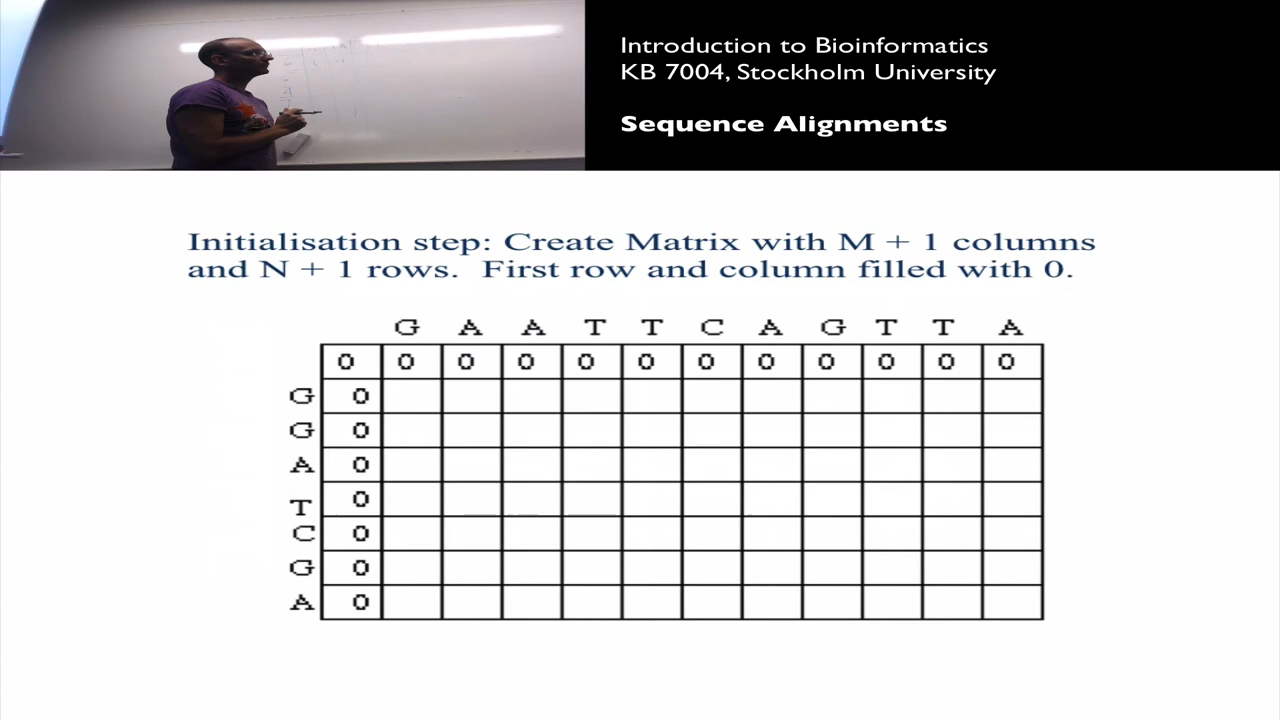 Introduction to Bioinformatics
KB 7004, Stockholm University
Sequence Alignments
Initialisation step: Create Matrix with M + 1 columns
and N + 1 rows. First row and column filled with 0.
G A A T T C A G T T A
0 0 0 0 0 0 0 0 0 0 0 0
G 0
G 0
A 0
T 0
C 0
G 0
A 0